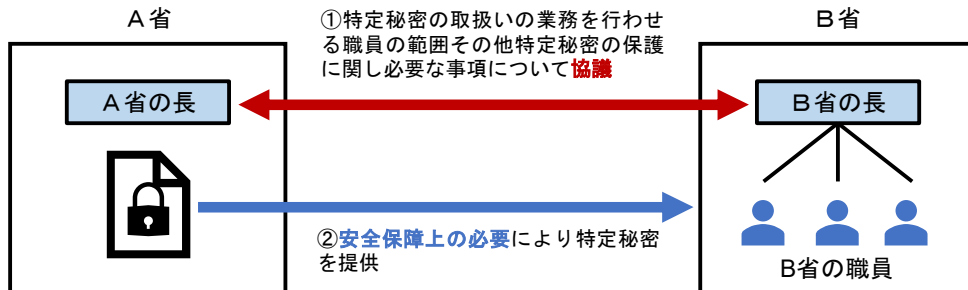 A省
①特定秘密の取扱いの業務を行わせ
る職員の範囲その他特定秘密の保護
に関し必要な事項について協議
B省
A省の長
B省の長
②安全保障上の必要により特定秘密
を提供
B省の職員